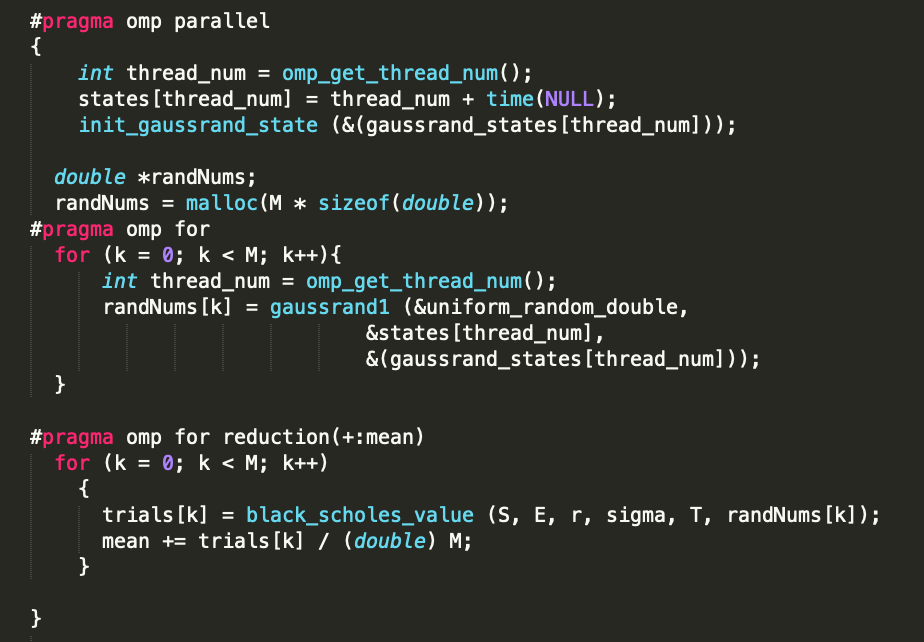 #pragma omp parallel
{
    int thread_num = omp_get_thread_num();
    states[thread_num] = thread_num + time(NULL);
    init_gaussrand_state (&(gaussrand_states[thread_num]));

  double *randNums;
  randNums = malloc(M * sizeof(double));
#pragma omp for
  for (k = 0; k < M; k++){
      int thread_num = omp_get_thread_num();
      randNums[k] = gaussrand1 (&uniform_random_double,
                            &states[thread_num],
                            &(gaussrand_states[thread_num]));
  }

#pragma omp for reduction(+:mean)
  for (k = 0; k < M; k++)
    {
      trials[k] = black_scholes_value (S, E, r, sigma, T, randNums[k]);
      mean += trials[k] / (double) M;
    }

}